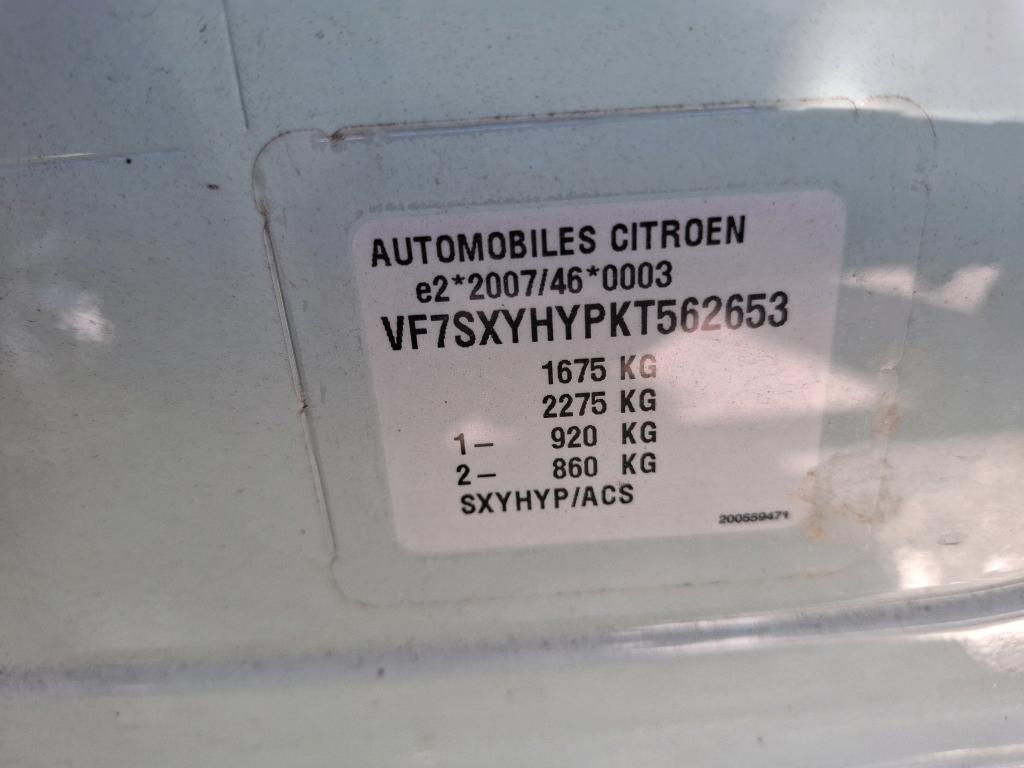 AUTOMOBILES CITROEN
e2*2007/46*0003
VF7SXYHYPKT562653
1675 KG
2275 KG
1– 920 KG
2– 860 KG
SXYHYP/ACS
200559471